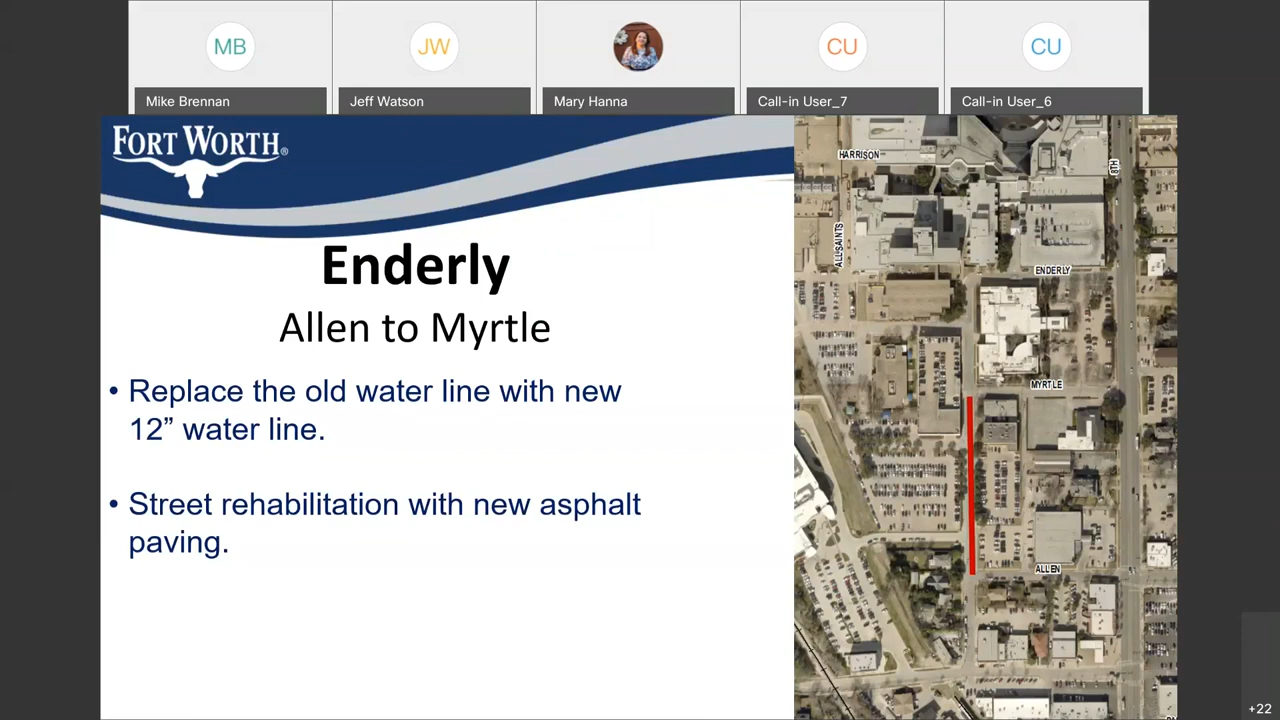 MB
JW
CU
CU
Mike Brennan
Jeff Watson
Mary Hanna
Call-in User_7
Call-in User_6
FORT WORTH®
Enderly
Allen to Myrtle
• Replace the old water line with new
12” water line.
• Street rehabilitation with new asphalt
paving.
HARRISON
8TH
ALL SAINTS
ENDERLY
MYRTLE
ALLEN
+22